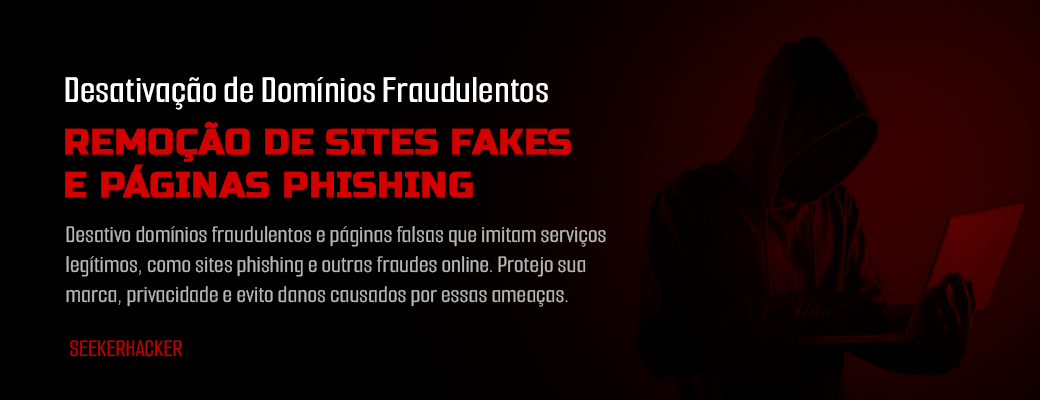 Desativação de Domínios Fraudulentos
REMOÇÃO DE SITES FAKES
E PÁGINAS PHISHING
Desativo domínios fraudulentos e páginas falsas que imitam serviços
legítimos, como sites phishing e outras fraudes online. Protejo sua
marca, privacidade e evito danos causados por essas ameaças.
SEEKERHACKER